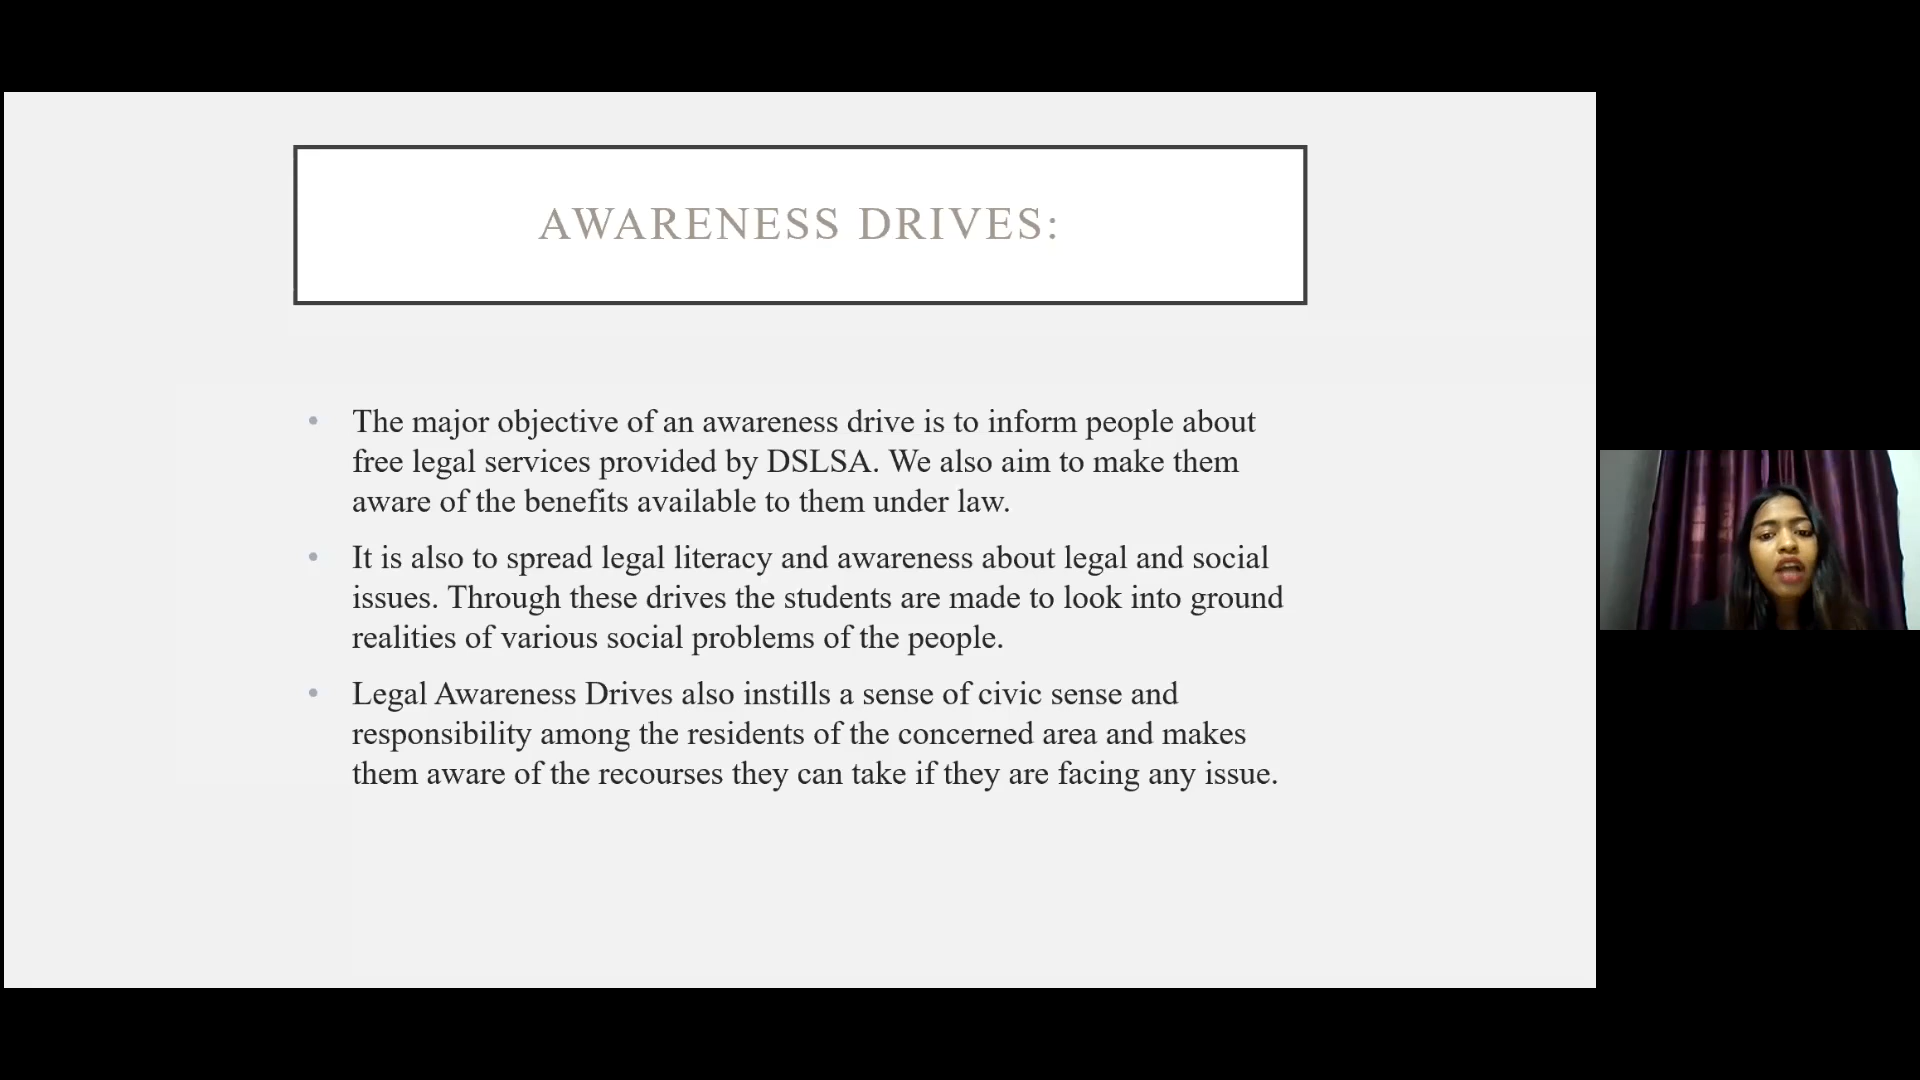 AWARENESS DRIVES:
• The major objective of an awareness drive is to inform people about
free legal services provided by DSLSA. We also aim to make them
aware of the benefits available to them under law.
• It is also to spread legal literacy and awareness about legal and social
issues. Through these drives the students are made to look into ground
realities of various social problems of the people.
• Legal Awareness Drives also instills a sense of civic sense and
responsibility among the residents of the concerned area and makes
them aware of the recourses they can take if they are facing any issue.